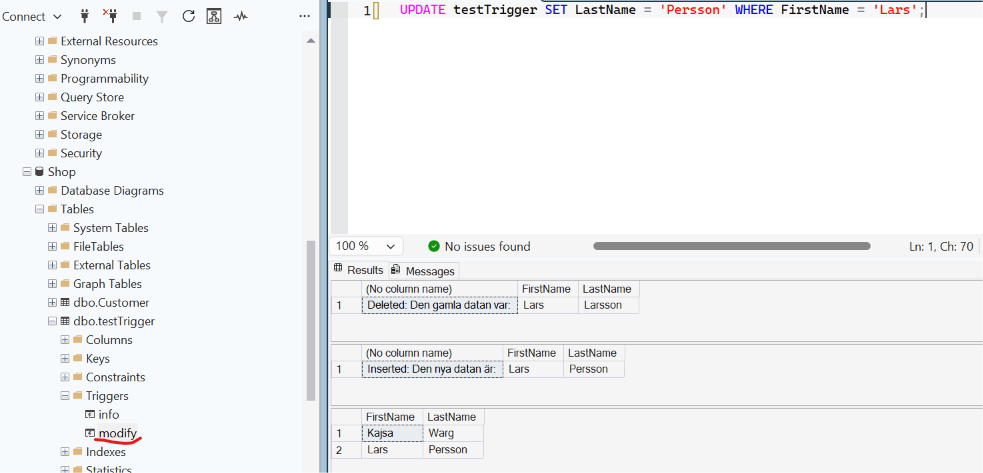 Connect
External Resources
Synonyms
Programmability
Query Store
Service Broker
Storage
Security
Shop
Database Diagrams
Tables
System Tables
FileTables
External Tables
Graph Tables
dbo.Customer
dbo.testTrigger
Columns
Keys
Constraints
Triggers
info
modify
Indexes
Statistics
1 UPDATE testTrigger SET LastName = 'Persson' WHERE FirstName = 'Lars';
100 % No issues found Ln: 1, Ch: 70
Results Messages
(No column name) FirstName LastName
1 Deleted: Den gamla datan var: Lars Larsson
(No column name) FirstName LastName
1 Inserted: Den nya datan är: Lars Persson
FirstName LastName
1 Kajsa Warg
2 Lars Persson